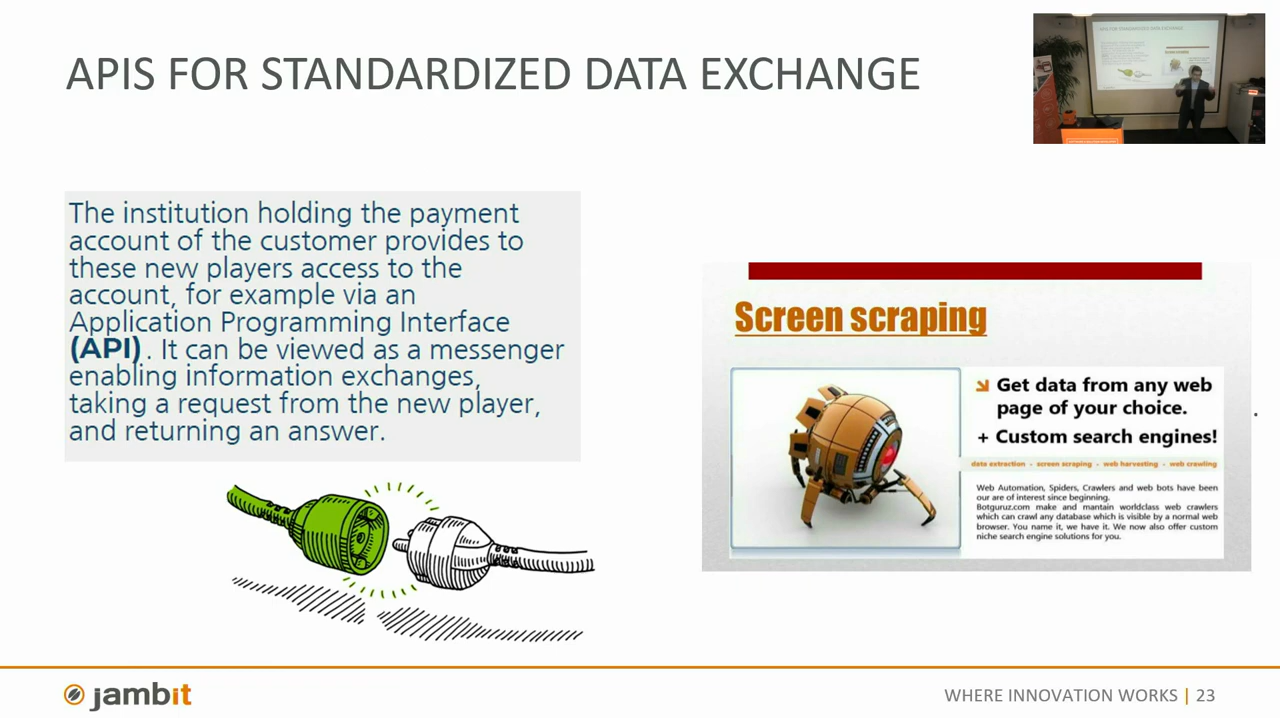 APIS FOR STANDARDIZED DATA EXCHANGE
The institution holding the payment
account of the customer provides to
these new players access to the
account, for example via an
Application Programming Interface
(API). It can be viewed as a messenger
enabling information exchanges,
taking a request from the new player,
and returning an answer.
Screen scraping
Get data from any web
page of your choice.
+ Custom search engines!
data extraction - screen scraping - web harvesting - web crawling
Web Automation, Spiders, Crawlers and web bots have been
our are of interest since beginning.
Botguruz.com make and mantain worldclass web crawlers
which can crawl any database which is visible by a normal web
browser. You name it, we have it. We now also offer custom
niche search engine solutions for you.
jambit
WHERE INNOVATION WORKS | 23